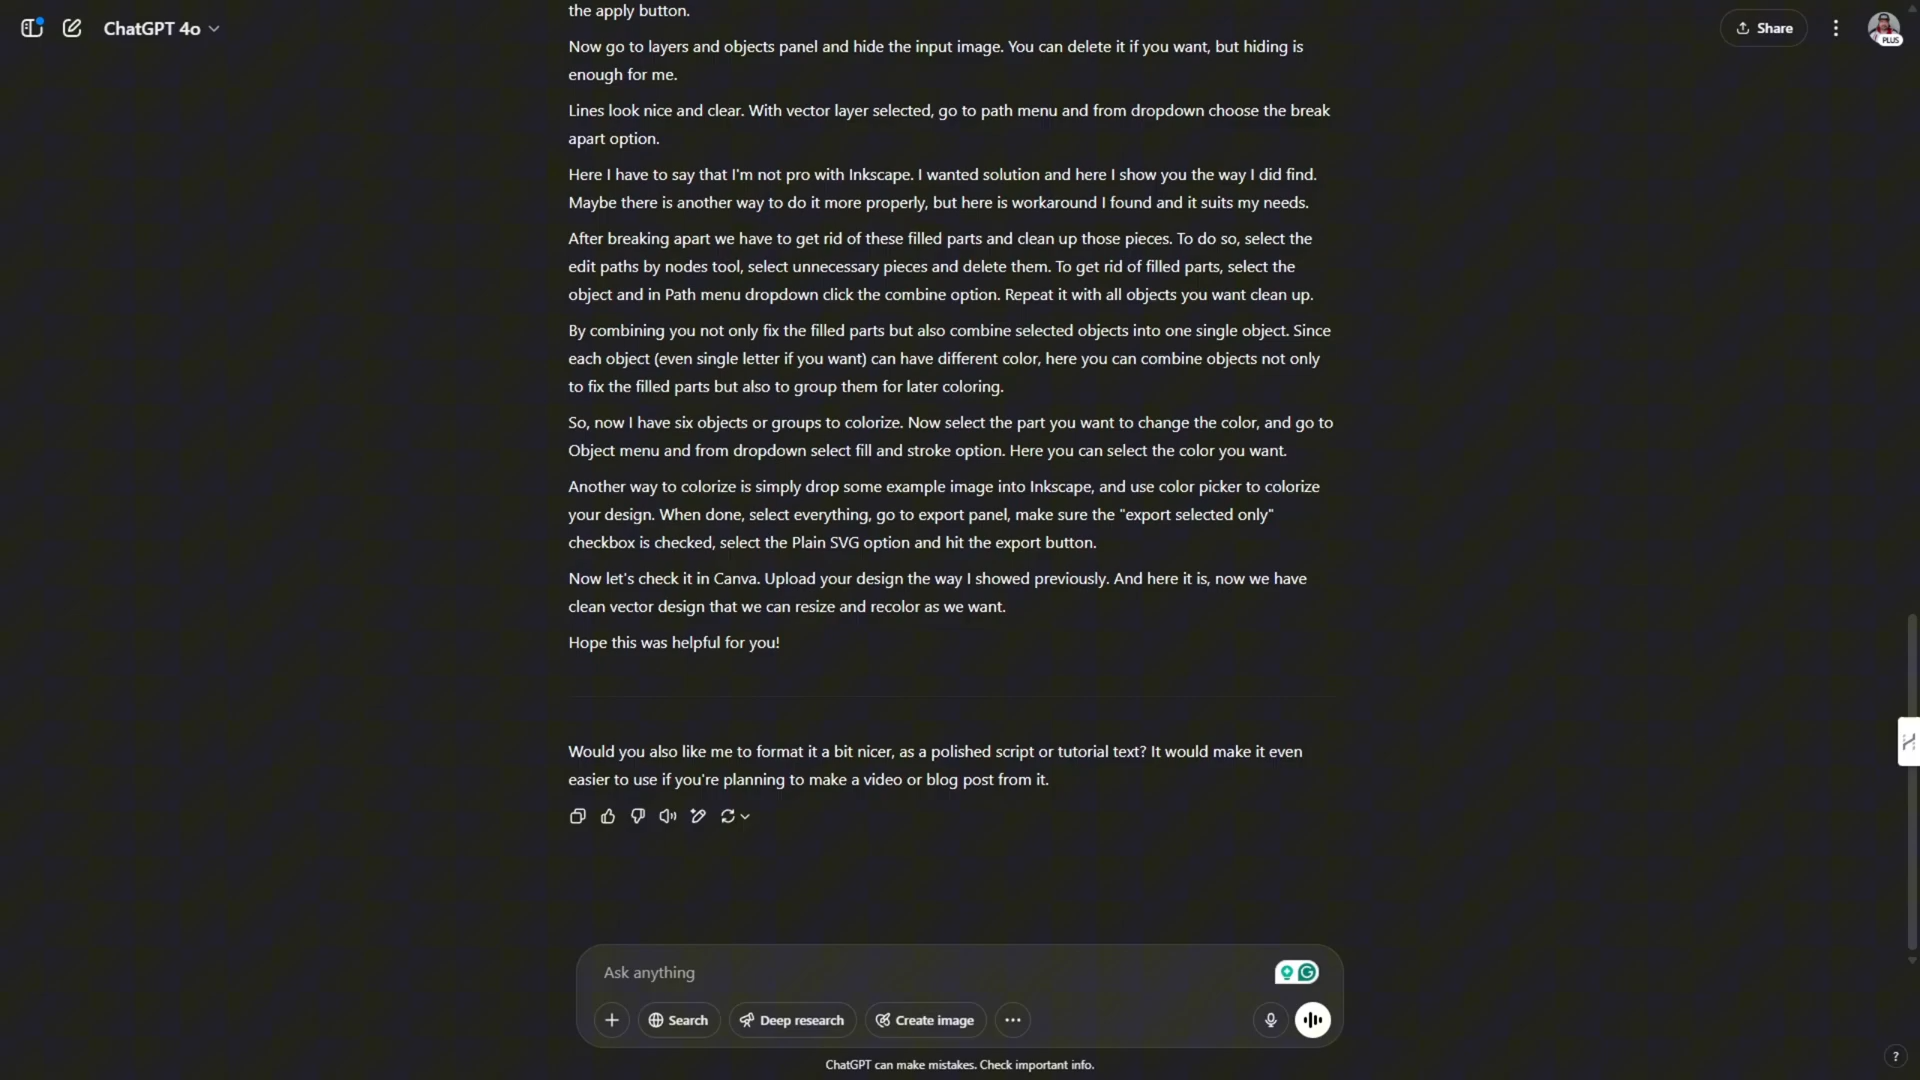 the apply button.
ChatGPT 4o
Share
PLUS
Now go to layers and objects panel and hide the input image. You can delete it if you want, but hiding is
enough for me.
Lines look nice and clear. With vector layer selected, go to path menu and from dropdown choose the break
apart option.
Here I have to say that I'm not pro with Inkscape. I wanted solution and here I show you the way I did find.
Maybe there is another way to do it more properly, but here is workaround I found and it suits my needs.
After breaking apart we have to get rid of these filled parts and clean up those pieces. To do so, select the
edit paths by nodes tool, select unnecessary pieces and delete them. To get rid of filled parts, select the
object and in Path menu dropdown click the combine option. Repeat it with all objects you want clean up.
By combining you not only fix the filled parts but also combine selected objects into one single object. Since
each object (even single letter if you want) can have different color, here you can combine objects not only
to fix the filled parts but also to group them for later coloring.
So, now I have six objects or groups to colorize. Now select the part you want to change the color, and go to
Object menu and from dropdown select fill and stroke option. Here you can select the color you want.
Another way to colorize is simply drop some example image into Inkscape, and use color picker to colorize
your design. When done, select everything, go to export panel, make sure the "export selected only"
checkbox is checked, select the Plain SVG option and hit the export button.
Now let's check it in Canva. Upload your design the way I showed previously. And here it is, now we have
clean vector design that we can resize and recolor as we want.
Hope this was helpful for you!
Would you also like me to format it a bit nicer, as a polished script or tutorial text? It would make it even
easier to use if you're planning to make a video or blog post from it.
Ask anything
Search
Deep research
Create image
ChatGPT can make mistakes. Check important info.
?